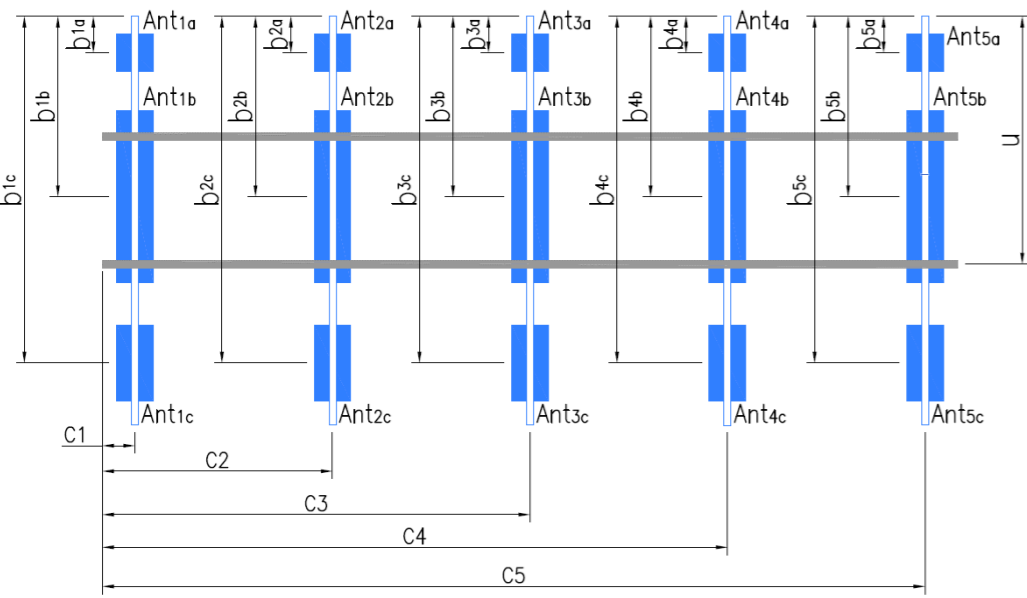 Ant1a
Ant2a
Ant3a
Ant4a
Ant5a
b1a
b2a
b3a
b4a
b5a
Ant1b
Ant2b
Ant3b
Ant4b
Ant5b
b1b
b2b
b3b
b4b
b5b
u
b1c
b2c
b3c
b4c
b5c
Ant1c
Ant2c
Ant3c
Ant4c
Ant5c
C1
C2
C3
C4
C5